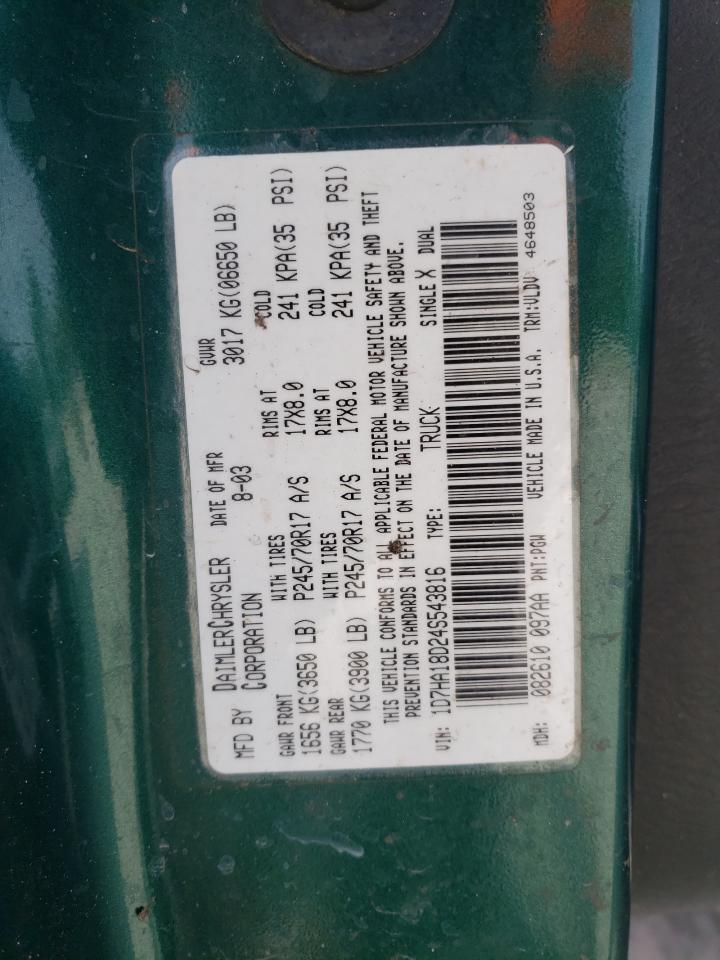 MFD BY DAIMLERCHRYSLER CORPORATION DATE OF MFR 8-03 GVWR 3017 KG(06650 LB)
GAWR FRONT WITH TIRES RIMS AT COLD
1656 KG(3650 LB) P245/70R17 A/S 17X8.0 241 KPA(35 PSI)
GAWR REAR WITH TIRES RIMS AT COLD
1770 KG(3900 LB) P245/70R17 A/S 17X8.0 241 KPA(35 PSI)
THIS VEHICLE CONFORMS TO ALL APPLICABLE FEDERAL MOTOR VEHICLE SAFETY AND THEFT
PREVENTION STANDARDS IN EFFECT ON THE DATE OF MANUFACTURE SHOWN ABOVE.
VIN: 1D7HA18D24S543816 TYPE: TRUCK SINGLE X DUAL
MDH: 082610 097AA PNT:PGW VEHICLE MADE IN U.S.A. TRM:VLDV 4648503